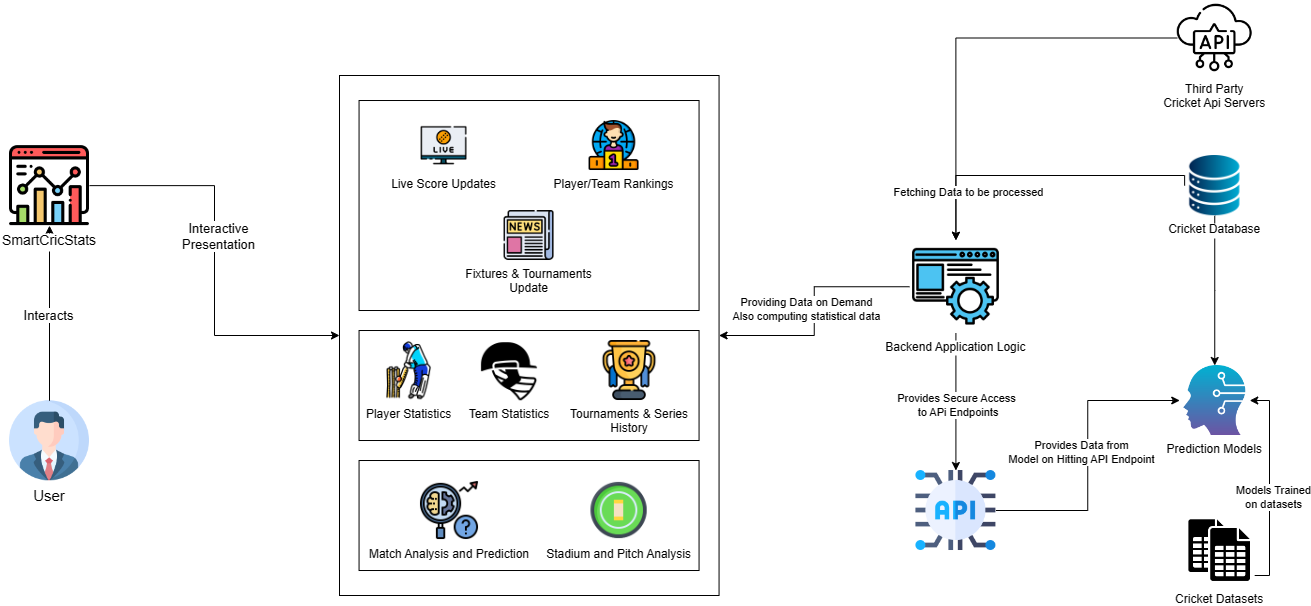 API
Third Party
Cricket Api Servers
LIVE
1
Live Score Updates
Player/Team Rankings
SmartCricStats
Interactive
Presentation
NEWS
Fixtures & Tournaments
Update
Fetching Data to be processed
Cricket Database
Interacts
Providing Data on Demand
Also computing statistical data
Backend Application Logic
Player Statistics
Team Statistics
Tournaments & Series
History
Provides Secure Access
to APi Endpoints
Prediction Models
Provides Data from
Model on Hitting API Endpoint
User
?
Match Analysis and Prediction
Stadium and Pitch Analysis
API
Models Trained
on datasets
Cricket Datasets